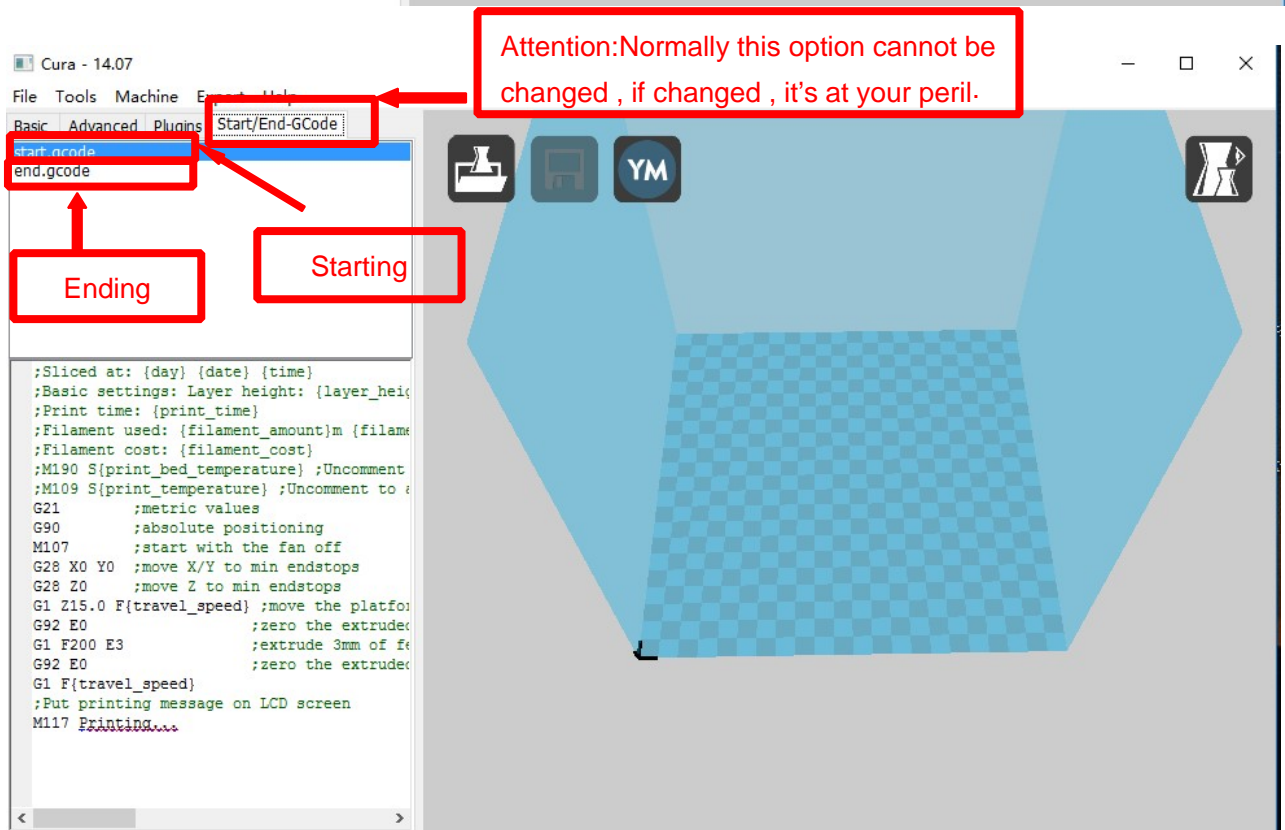 Attention:Normally this option cannot be
changed , if changed , it's at your peril.
Cura - 14.07
File Tools Machine Expert Help
Basic Advanced Plugins Start/End-GCode
start.gcode
end.gcode
YM
Starting
Ending
;Sliced at: {day} {date} {time}
;Basic settings: Layer height: {layer_heig
;Print time: {print_time}
;Filament used: {filament_amount}m {filame
;Filament cost: {filament_cost}
;M190 S{print_bed_temperature} ;Uncomment
;M109 S{print_temperature} ;Uncomment to a
G21 ;metric values
G90 ;absolute positioning
M107 ;start with the fan off
G28 X0 Y0 ;move X/Y to min endstops
G28 Z0 ;move Z to min endstops
G1 Z15.0 F{travel_speed} ;move the platfor
G92 E0 ;zero the extruded
G1 F200 E3 ;extrude 3mm of fe
G92 E0 ;zero the extruded
G1 F{travel_speed}
;Put printing message on LCD screen
M117 Printing...